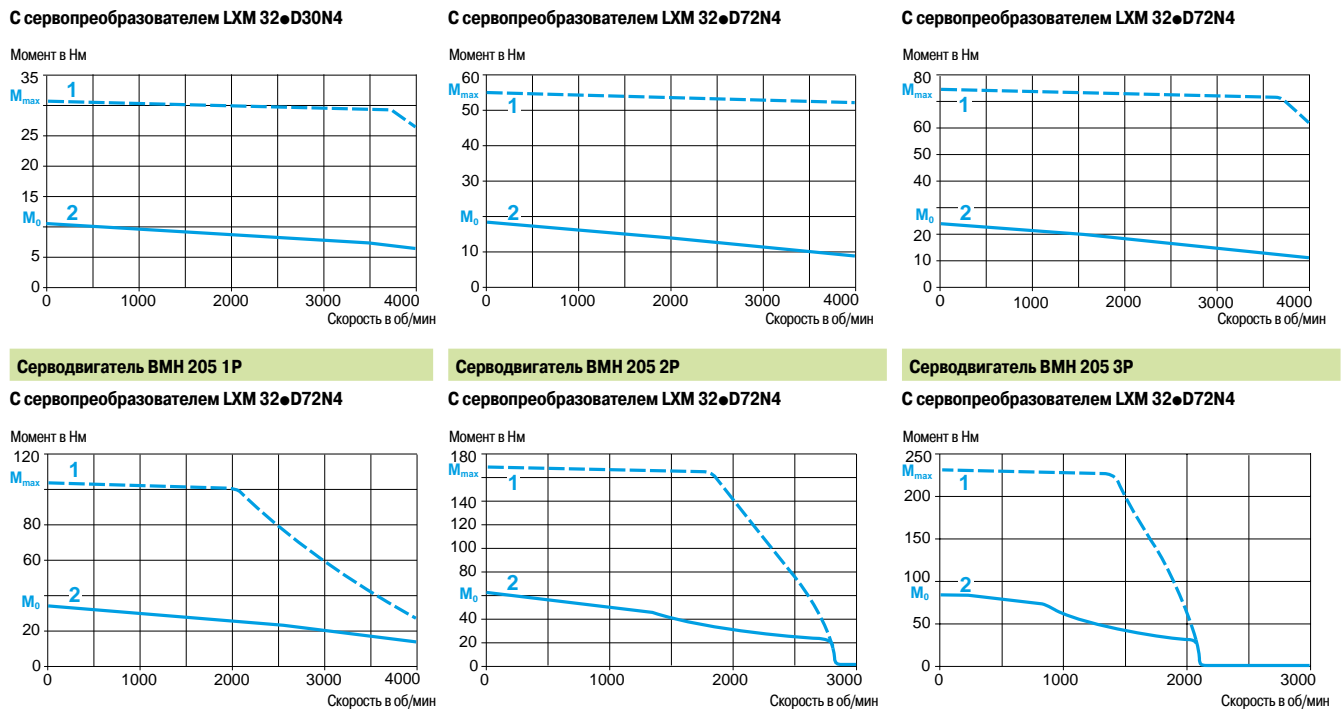 С сервопреобразователем LXM 32●D30N4
Момент в Нм
35
Mmax
1
25
20
15
M0
2
5
0
0 1000 2000 3000 4000
Скорость в об/мин
С сервопреобразователем LXM 32●D72N4
Момент в Нм
60
Mmax
50
1
40
30
20
M0
2
10
0
0 1000 2000 3000 4000
Скорость в об/мин
С сервопреобразователем LXM 32●D72N4
Момент в Нм
80
Mmax
1
60
50
30
40
M0
2
20
10
0
0 1000 2000 3000 4000
Скорость в об/мин
Серводвигатель BMH 205 1P
С сервопреобразователем LXM 32●D72N4
Момент в Нм
120
1
Mmax
80
60
M0
2
20
0
0 1000 2000 3000 4000
Скорость в об/мин
Серводвигатель BMH 205 2P
С сервопреобразователем LXM 32●D72N4
Момент в Нм
180
Mmax
1
140
120
100
80
2
M0
40
20
0
0 1000 2000 3000
Скорость в об/мин
Серводвигатель BMH 205 3P
С сервопреобразователем LXM 32●D72N4
Момент в Нм
250
Mmax
1
200
150
100
2
M0
50
0
0 1000 2000 3000
Скорость в об/мин